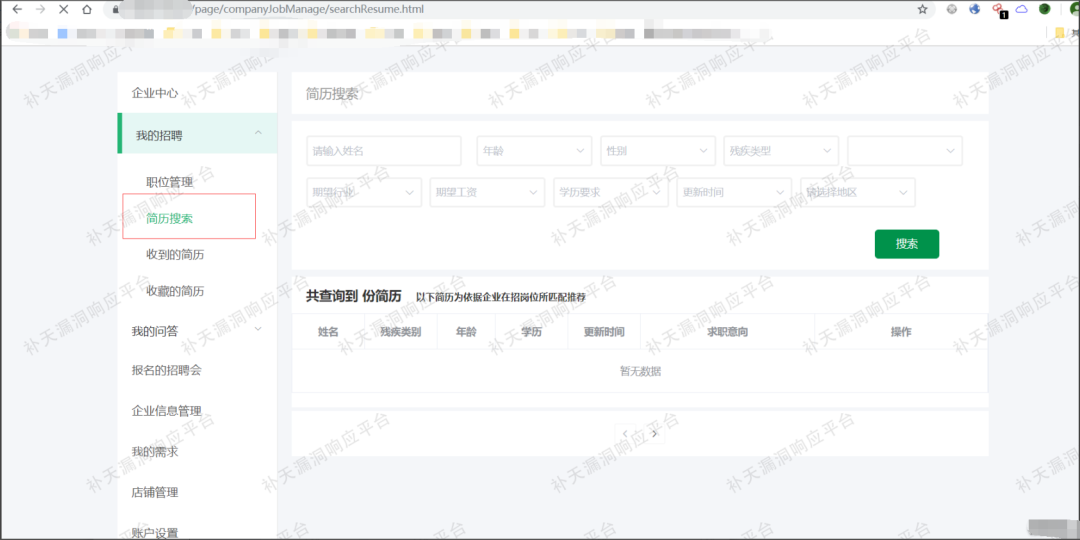 /page/companyJobManage/searchResume.html
1
企业中心
简历搜索
我的招聘
请输入姓名
年龄
性别
残疾类型
职位管理
期望行业
期望工资
学历要求
更新时间
请选择地区
简历搜索
搜索
收到的简历
收藏的简历
共查询到 份简历 以下简历为依据企业在招岗位所匹配推荐
我的问答
姓名 残疾类别 年龄 学历 更新时间 求职意向 操作
报名的招聘会
暂无数据
企业信息管理
我的需求
店铺管理
账户设置
补天漏洞响应平台